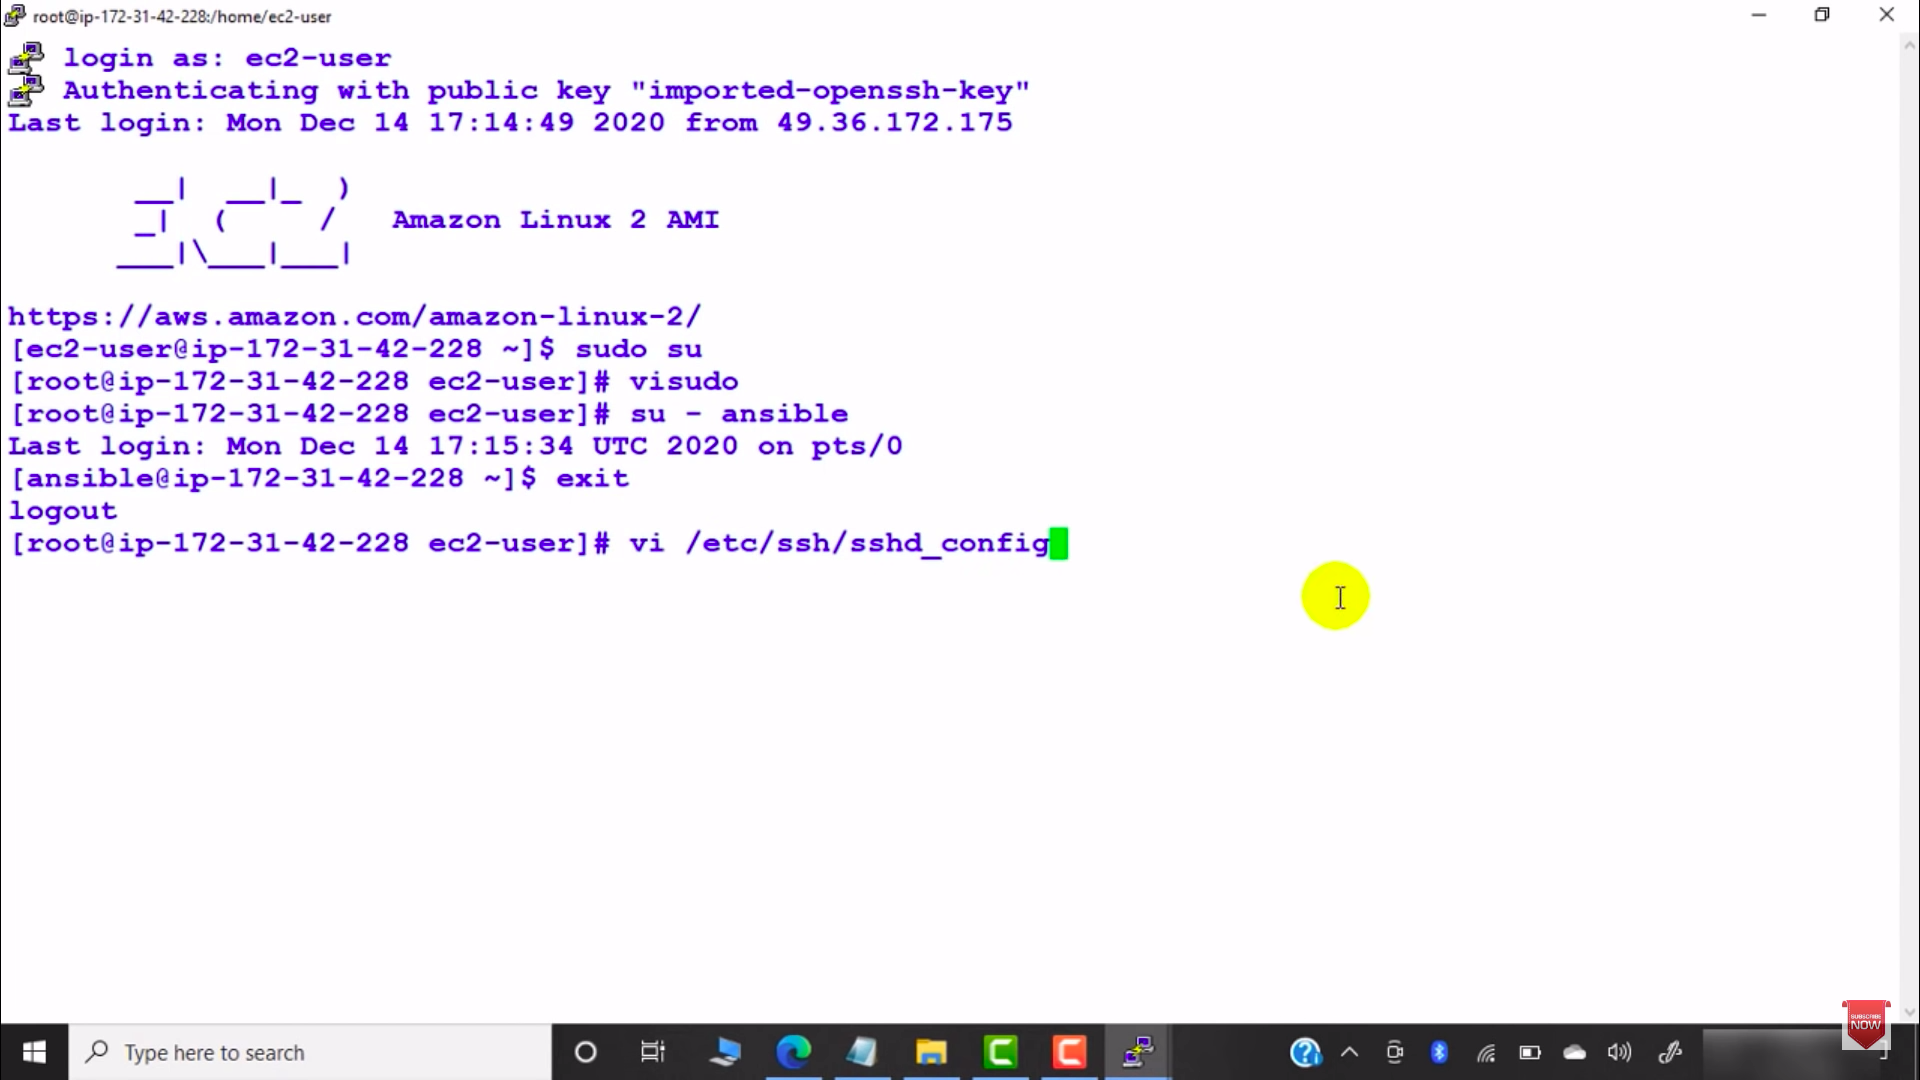 root@ip-172-31-42-228:/home/ec2-user
login as: ec2-user
Authenticating with public key "imported-openssh-key"
Last login: Mon Dec 14 17:14:49 2020 from 49.36.172.175
       __|  __|_  )
       _|  (     /   Amazon Linux 2 AMI
      ___|\___|___|
https://aws.amazon.com/amazon-linux-2/
[ec2-user@ip-172-31-42-228 ~]$ sudo su
[root@ip-172-31-42-228 ec2-user]# visudo
[root@ip-172-31-42-228 ec2-user]# su - ansible
Last login: Mon Dec 14 17:15:34 UTC 2020 on pts/0
[ansible@ip-172-31-42-228 ~]$ exit
logout
[root@ip-172-31-42-228 ec2-user]# vi /etc/ssh/sshd_config
Type here to search
SUBSCRIBE
NOW